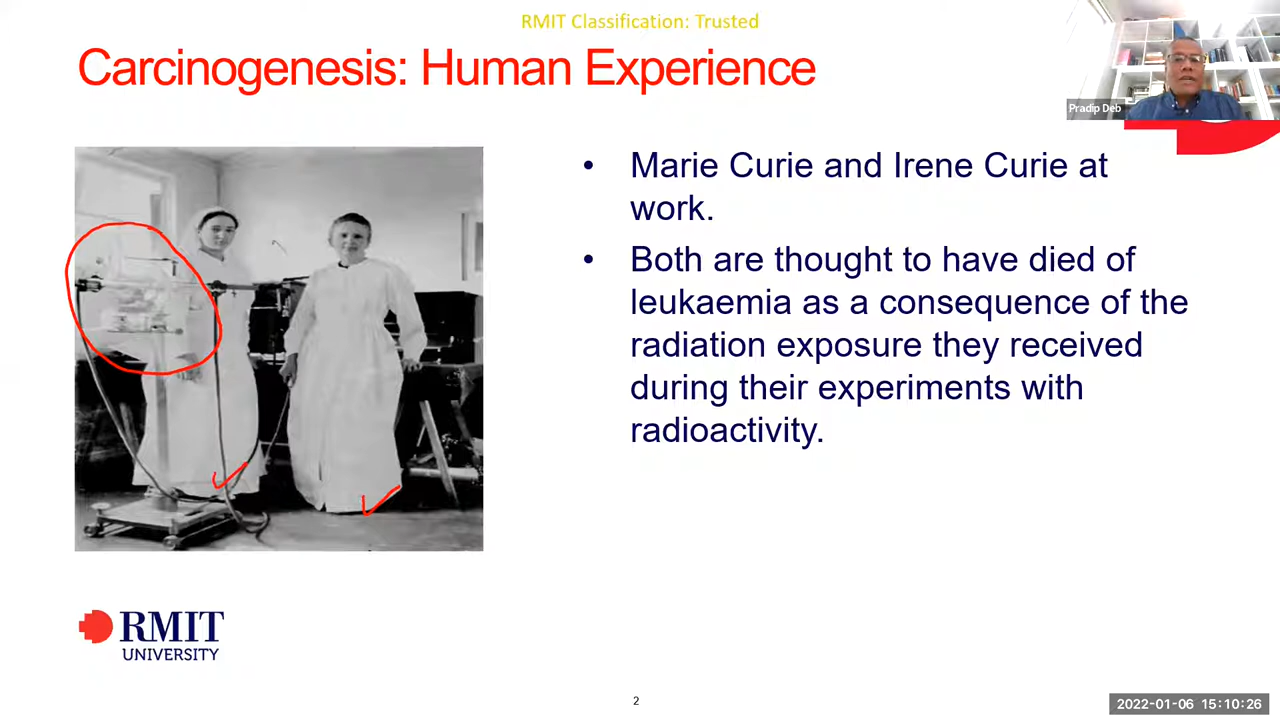 RMIT Classification: Trusted
Carcinogenesis: Human Experience
Pradip Deb
• Marie Curie and Irene Curie at
work.
• Both are thought to have died of
leukaemia as a consequence of the
radiation exposure they received
during their experiments with
radioactivity.
RMIT
UNIVERSITY
2
2022-01-06 15:10:26